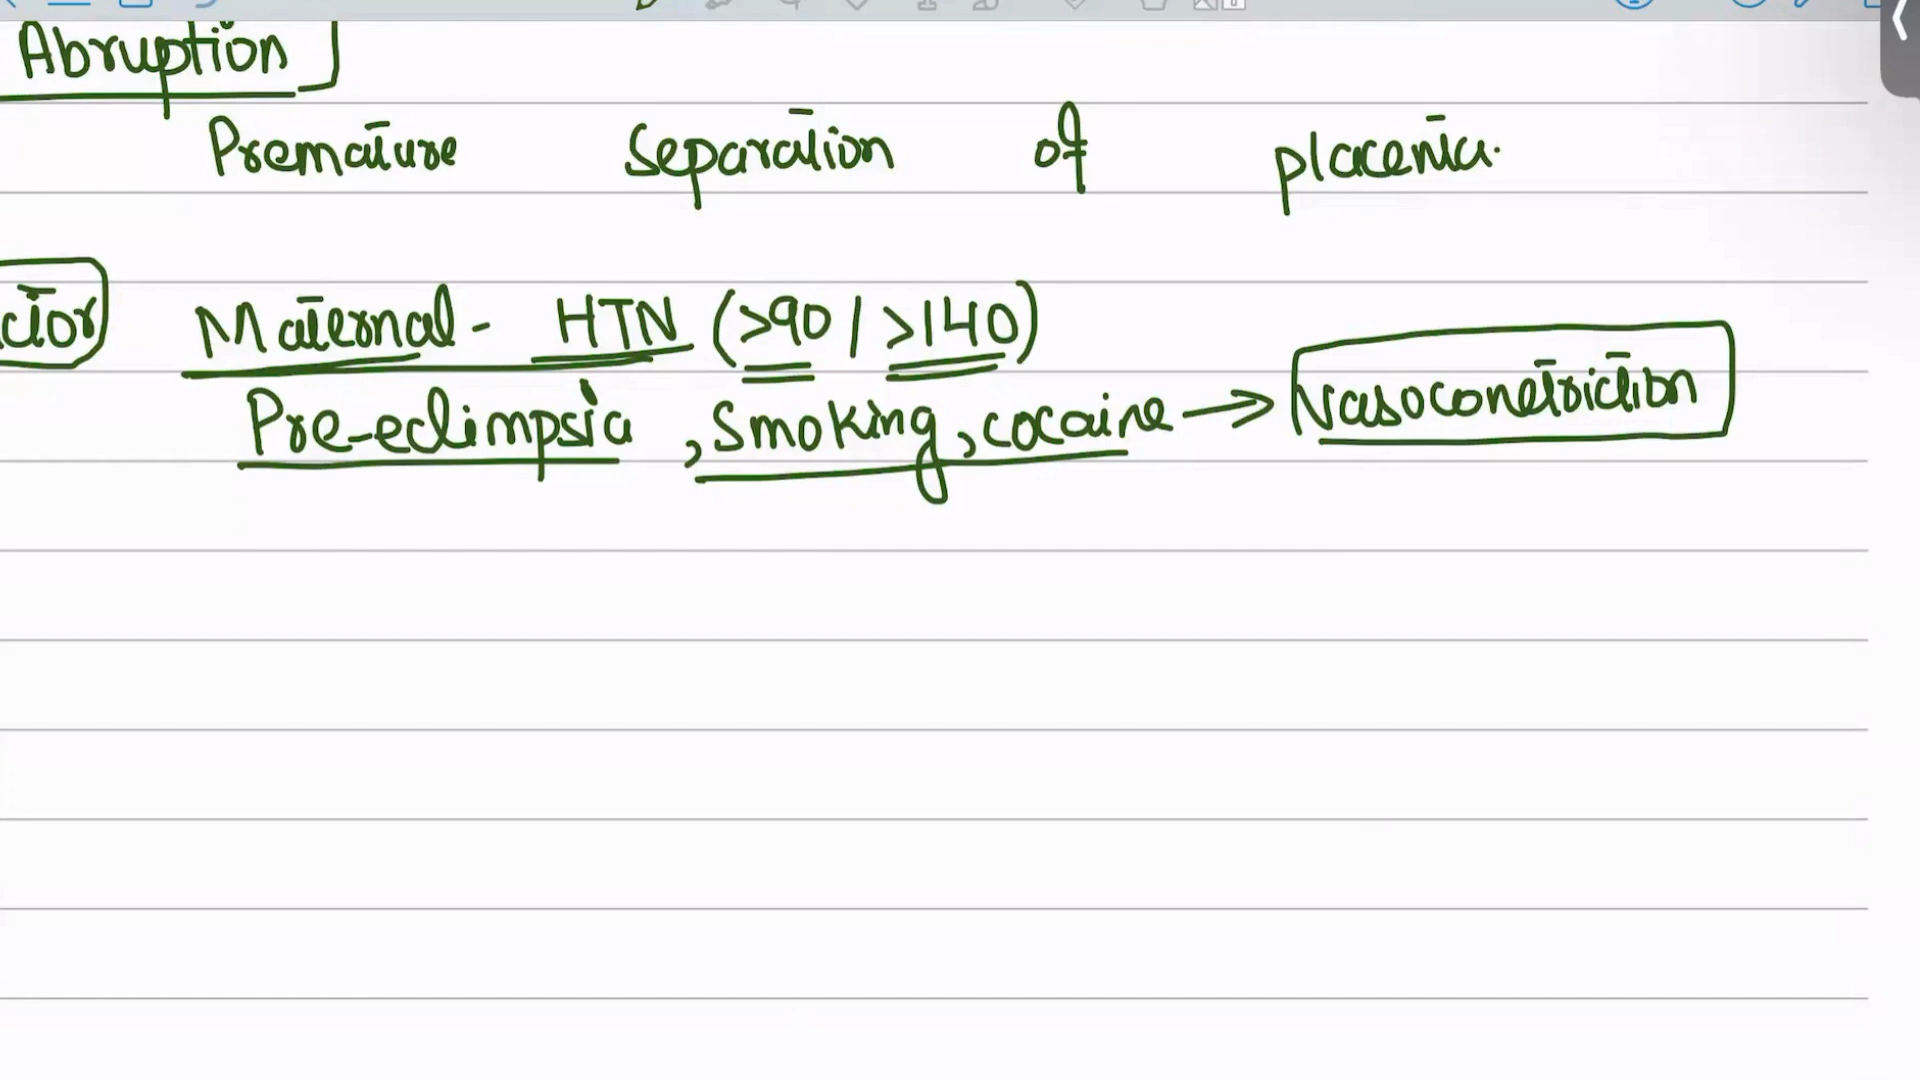 Abruption
Premature separation of placenta.
ctor Maternal - HTN (>90 / >140)
Pre-eclimpsia, smoking, cocaine → vasoconstriction